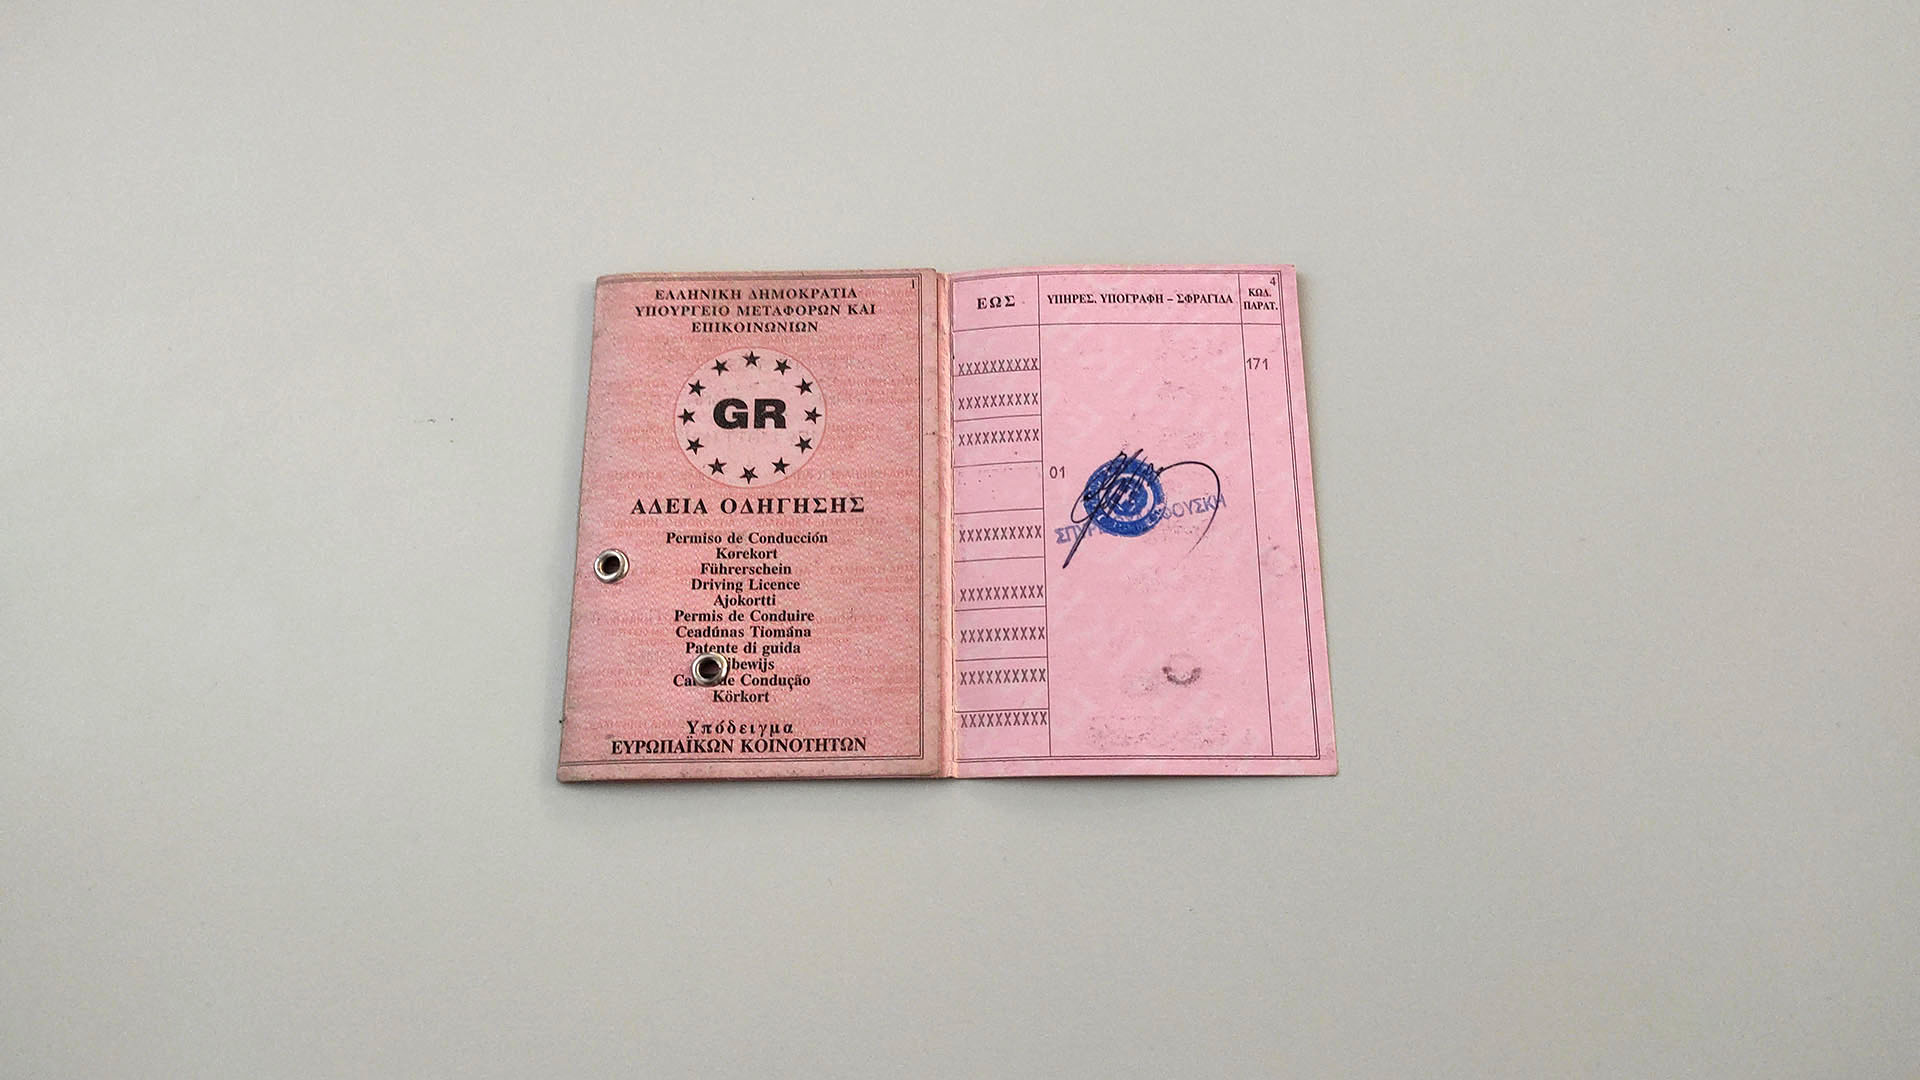 1
ΕΛΛΗΝΙΚΗ ΔΗΜΟΚΡΑΤΙΑ
ΥΠΟΥΡΓΕΙΟ ΜΕΤΑΦΟΡΩΝ ΚΑΙ
ΕΠΙΚΟΙΝΩΝΙΩΝ
GR
ΑΔΕΙΑ ΟΔΗΓΗΣΗΣ
Permiso de Conducción
Kørekort
Führerschein
Driving Licence
Ajokortti
Permis de Conduire
Ceadúnas Tiomána
Patente di guida
de Condução
Körkort
Υπόδειγμα
ΕΥΡΩΠΑΪΚΩΝ ΚΟΙΝΟΤΗΤΩΝ
4
ΕΩΣ ΥΠΗΡΕΣ. ΥΠΟΓΡΑΦΗ – ΣΦΡΑΓΙΔΑ ΚΩΔ. ΠΑΡΑΤ.
XXXXXXXXXX 171
XXXXXXXXXX
XXXXXXXXXX
01
XXXXXXXXXX
XXXXXXXXXX
XXXXXXXXXX
XXXXXXXXXX
XXXXXXXXXX